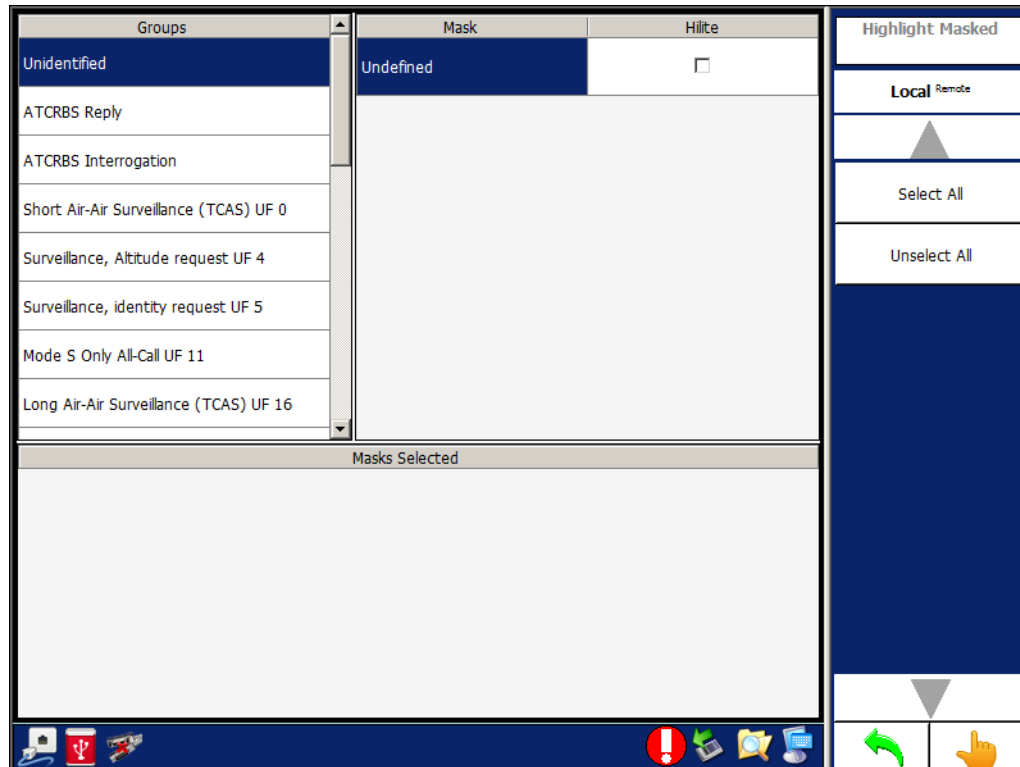 Groups
Unidentified
ATCRBS Reply
ATCRBS Interrogation
Short Air-Air Surveillance (TCAS) UF 0
Surveillance, Altitude request UF 4
Surveillance, identity request UF 5
Mode S Only All-Call UF 11
Long Air-Air Surveillance (TCAS) UF 16
Mask Hilite
Undefined
Masks Selected
Highlight Masked
Local Remote
Select All
Unselect All